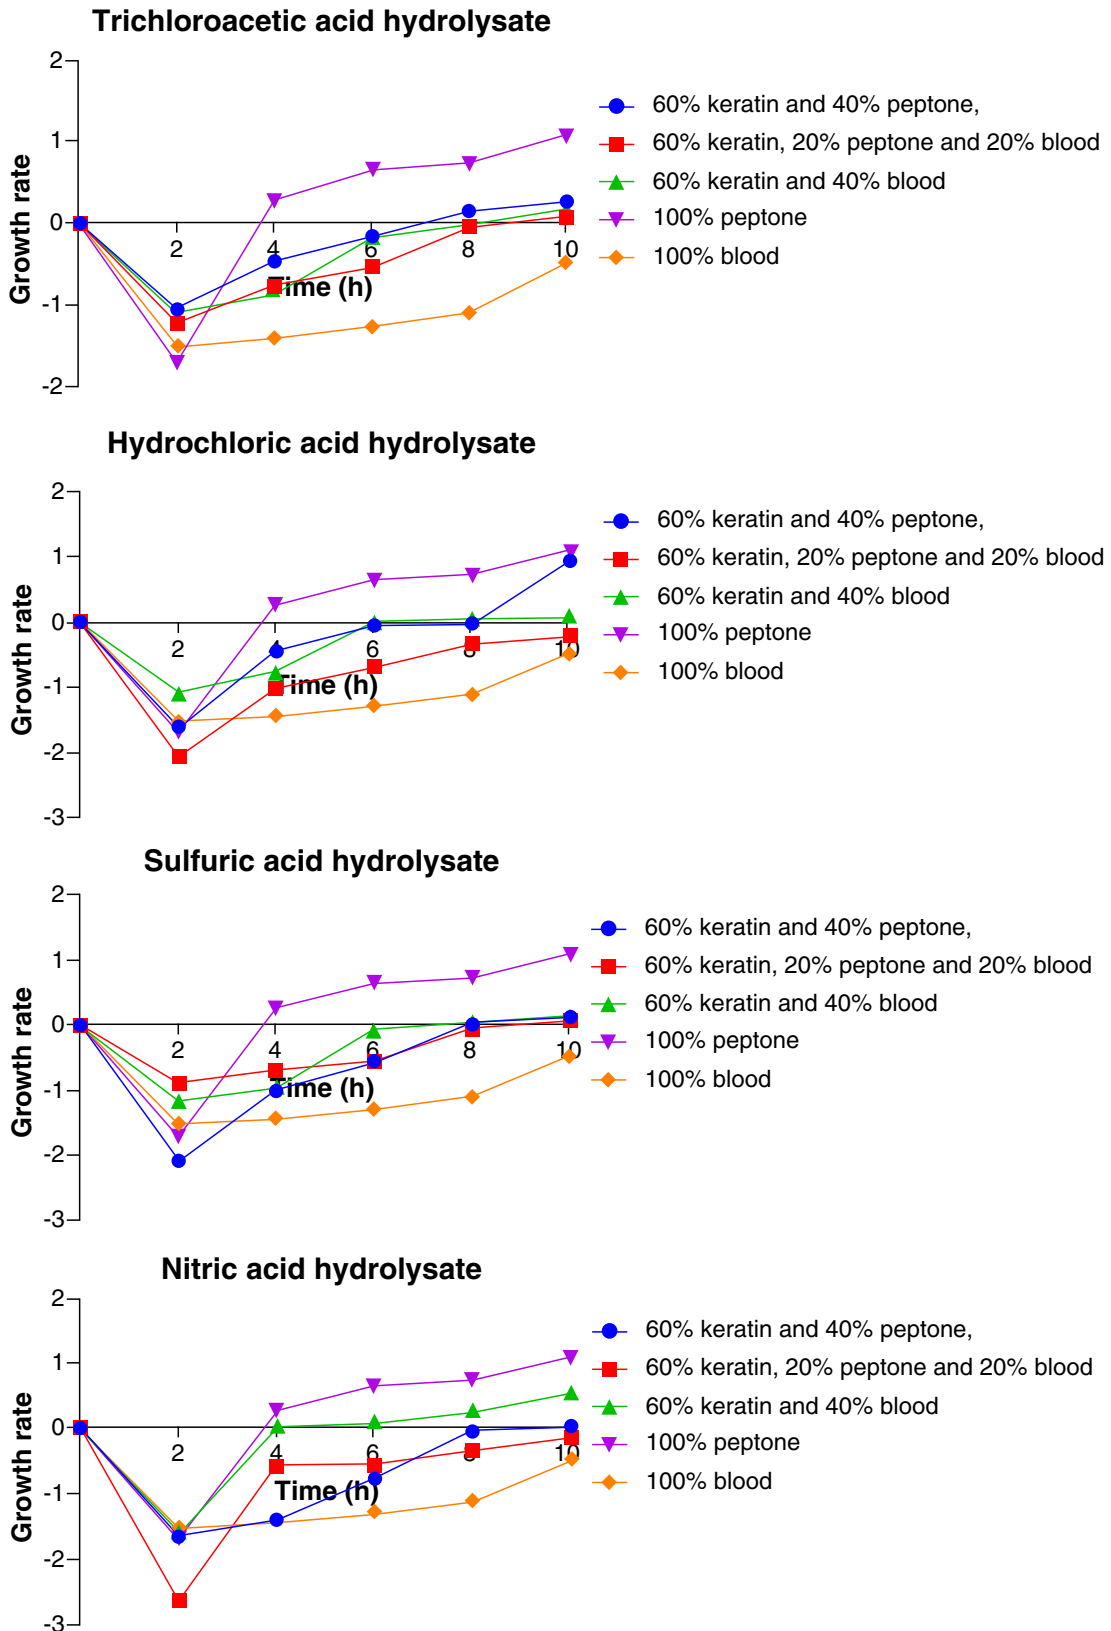 Trichloroacetic acid hydrolysate
2
1
0
-1
-2
Growth rate
2
4
6
8
10
Time (h)
60% keratin and 40% peptone,
60% keratin, 20% peptone and 20% blood
60% keratin and 40% blood
100% peptone
100% blood
Hydrochloric acid hydrolysate
2
1
0
-1
-2
-3
Growth rate
2
4
6
8
10
Time (h)
60% keratin and 40% peptone,
60% keratin, 20% peptone and 20% blood
60% keratin and 40% blood
100% peptone
100% blood
Sulfuric acid hydrolysate
2
1
0
-1
-2
-3
Growth rate
2
4
6
8
10
Time (h)
60% keratin and 40% peptone,
60% keratin, 20% peptone and 20% blood
60% keratin and 40% blood
100% peptone
100% blood
Nitric acid hydrolysate
2
1
0
-1
-2
-3
Growth rate
2
4
6
8
10
Time (h)
60% keratin and 40% peptone,
60% keratin, 20% peptone and 20% blood
60% keratin and 40% blood
100% peptone
100% blood